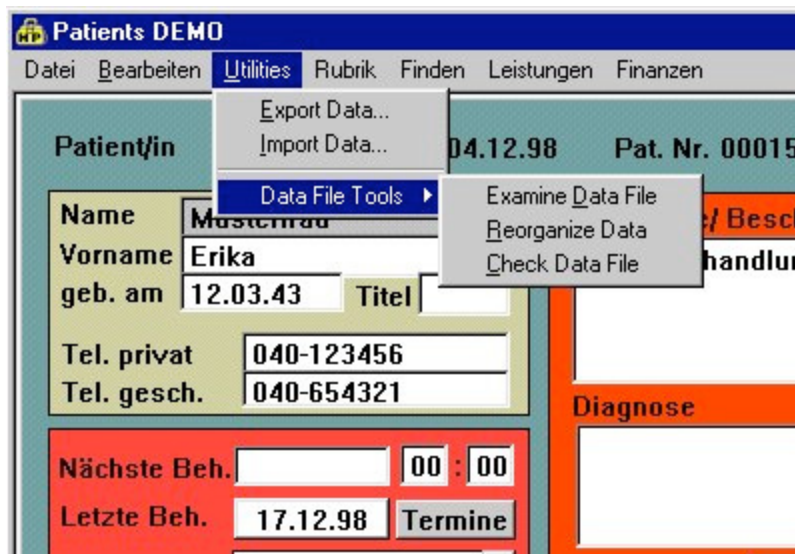 Patients DEMO
Datei Bearbeiten Utilities Rubrik Finden Leistungen Finanzen
Export Data...
Import Data...
Data File Tools
Examine Data File
Reorganize Data
Check Data File
Patient/in 04.12.98 Pat. Nr. 00015
Name
Vorname Erika
geb. am 12.03.43 Titel
Tel. privat 040-123456
Tel. gesch. 040-654321
Diagnose
Nächste Beh. 00 : 00
Letzte Beh. 17.12.98 Termine